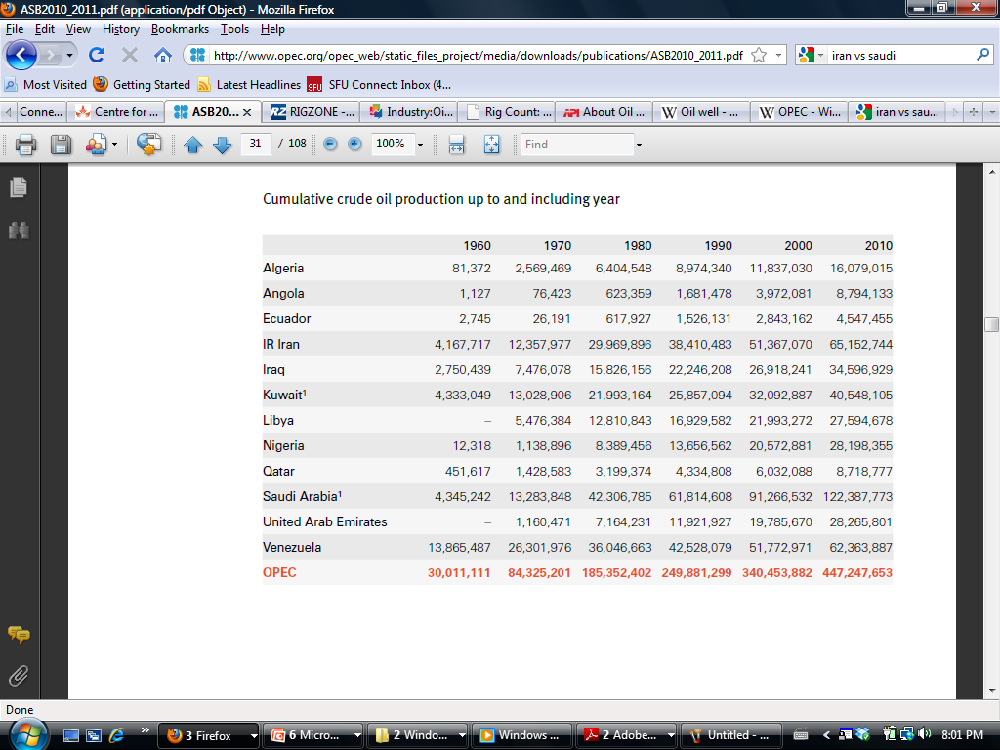 ASB2010_2011.pdf (application/pdf Object) - Mozilla Firefox
File Edit View History Bookmarks Tools Help
http://www.opec.org/opec_web/static_files_project/media/downloads/publications/ASB2010_2011.pdf iran vs saudi
Most Visited Getting Started Latest Headlines SFU SFU Connect: Inbox (4...
Conne... Centre for ... ASB20... RZ RIGZONE -... Industry:Oi... Rig Count: ... API About Oil ... W Oil well - ... W OPEC - Wi... iran vs sau...
31 / 108 100% Find
Cumulative crude oil production up to and including year
1960 1970 1980 1990 2000 2010
Algeria 81,372 2,569,469 6,404,548 8,974,340 11,837,030 16,079,015
Angola 1,127 76,423 623,359 1,681,478 3,972,081 8,794,133
Ecuador 2,745 26,191 617,927 1,526,131 2,843,162 4,547,455
IR Iran 4,167,717 12,357,977 29,969,896 38,410,483 51,367,070 65,152,744
Iraq 2,750,439 7,476,078 15,826,156 22,246,208 26,918,241 34,596,929
Kuwait¹ 4,333,049 13,028,906 21,993,164 25,857,094 32,092,887 40,548,105
Libya – 5,476,384 12,810,843 16,929,582 21,993,272 27,594,678
Nigeria 12,318 1,138,896 8,389,456 13,656,562 20,572,881 28,198,355
Qatar 451,617 1,428,583 3,199,374 4,334,808 6,032,088 8,718,777
Saudi Arabia¹ 4,345,242 13,283,848 42,306,785 61,814,608 91,266,532 122,387,773
United Arab Emirates – 1,160,471 7,164,231 11,921,927 19,785,670 28,265,801
Venezuela 13,865,487 26,301,976 36,046,663 42,528,079 51,772,971 62,363,887
OPEC 30,011,111 84,325,201 185,352,402 249,881,299 340,453,882 447,247,653
Done
3 Firefox 6 Micro... 2 Windo... Windows ... 2 Adobe... Untitled - ... 8:01 PM